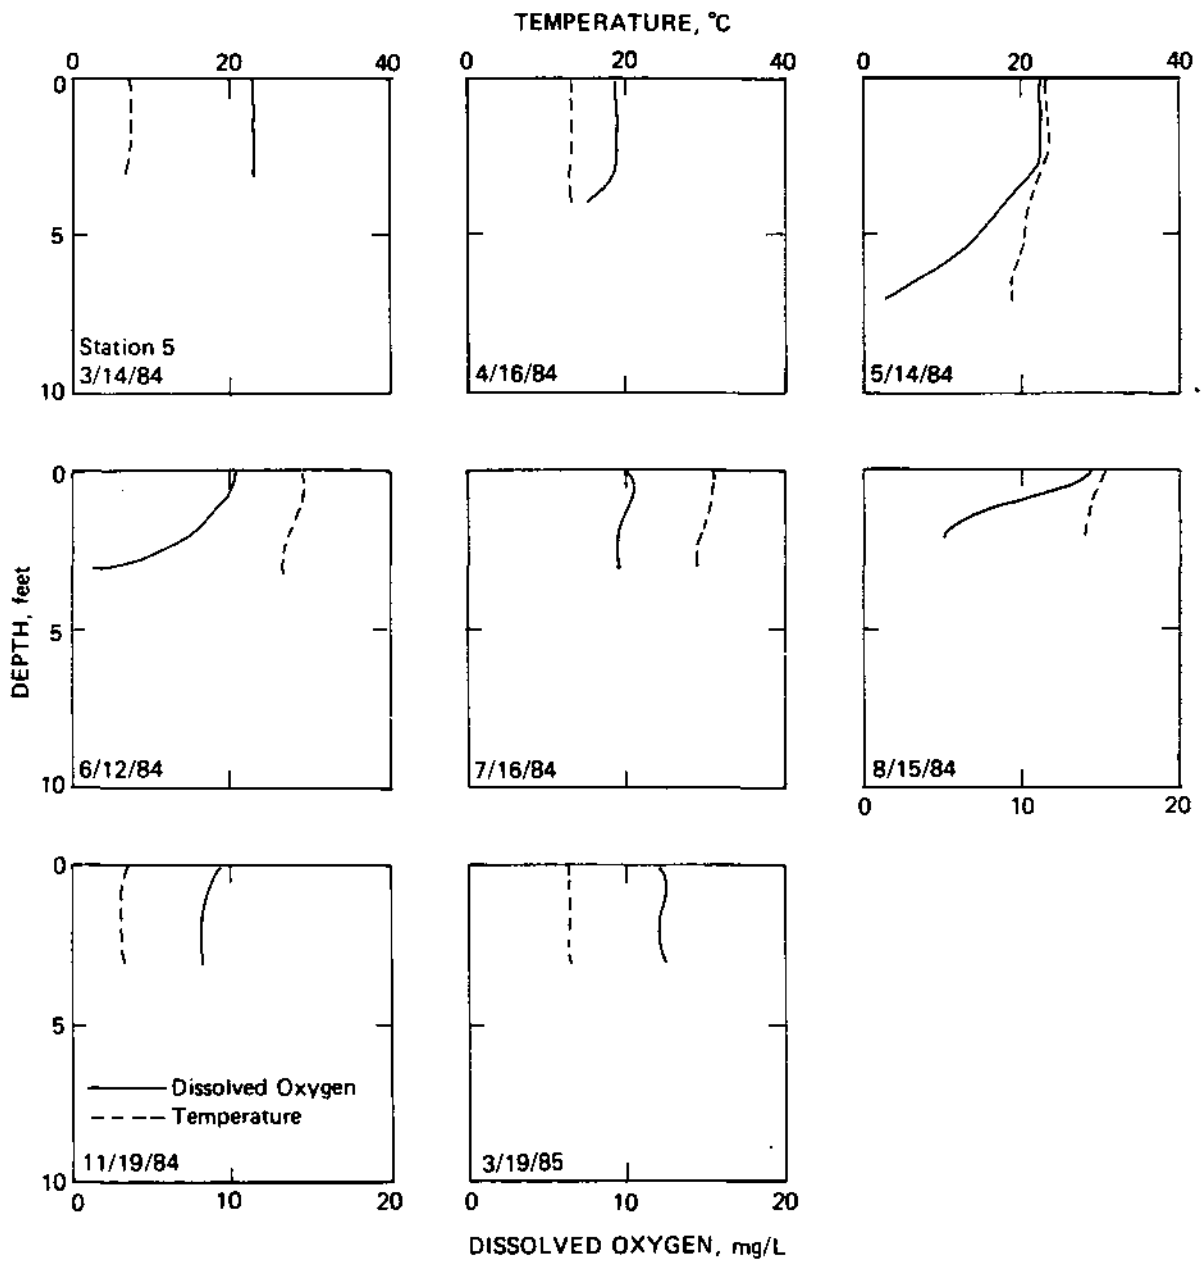 TEMPERATURE, °C
0 20 40 0 20 40 0 20 40
0
5
Station 5
3/14/84 4/16/84 5/14/84
10
0
DEPTH, feet
5
6/12/84 7/16/84 8/15/84
10
0 10 20
0
5
Dissolved Oxygen
Temperature
11/19/84 3/19/85
10
0 10 20 0 10 20
DISSOLVED OXYGEN, mg/L